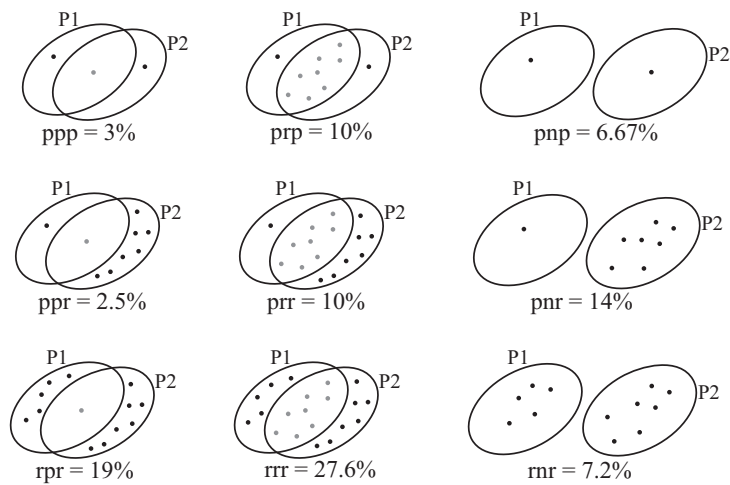 P1 P2
ppp = 3%
P1 P2
prp = 10%
P1 P2
pnp = 6.67%
P1 P2
ppr = 2.5%
P1 P2
prr = 10%
P1 P2
pnr = 14%
P1 P2
rpr = 19%
P1 P2
rrr = 27.6%
P1 P2
rnr = 7.2%